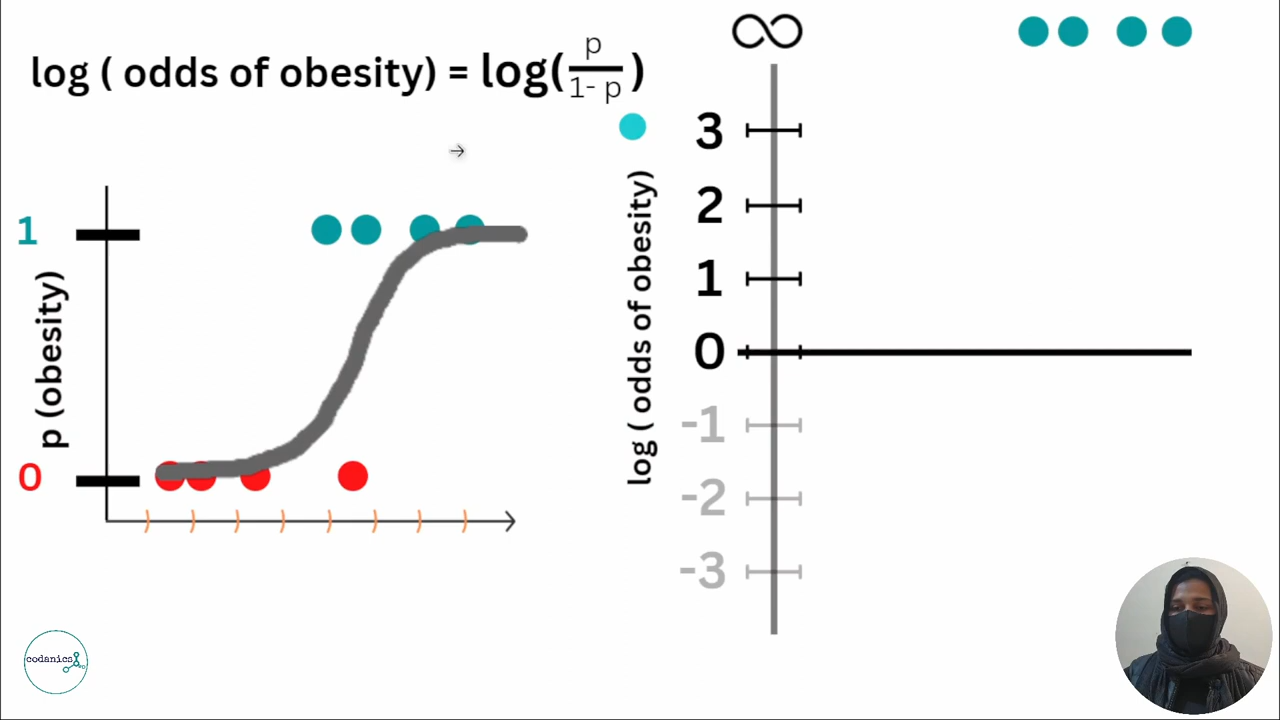 log ( odds of obesity) = log(p/1- p)
1
p (obesity)
0
∞
log ( odds of obesity)
3
2
1
0
-1
-2
-3
codanics